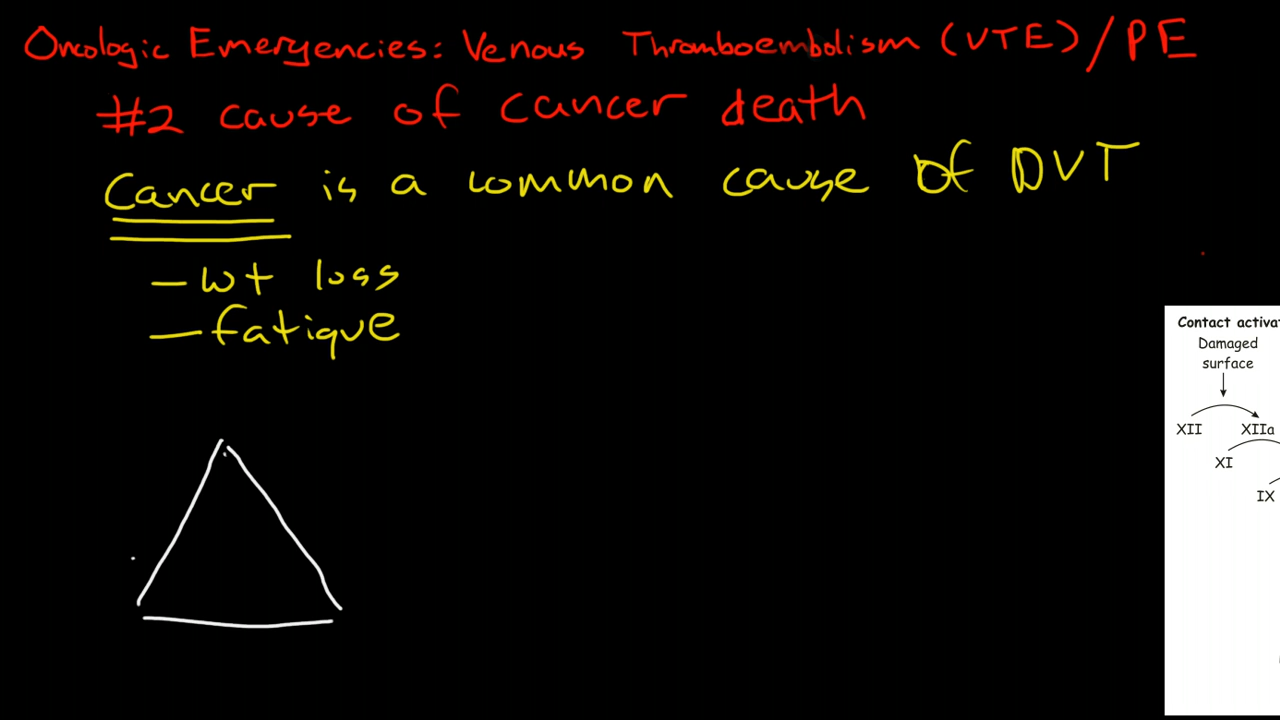 Oncologic Emergencies: Venous Thromboembolism (VTE)/PE
#2 cause of cancer death
Cancer is a common cause of DVT
- wt loss
- fatigue
Contact activat
Damaged
surface
XII XIIa
XI
IX